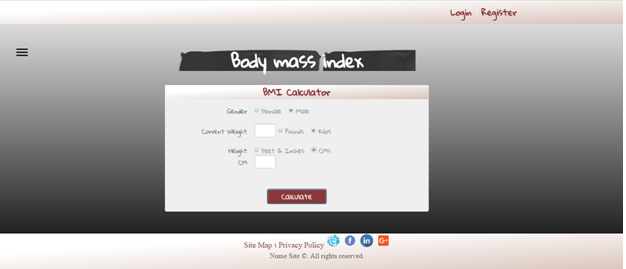 Login Register
Body mass index
BMI Calculator
Gender Female Male
Current Weight Pounds Kilos
Height Feet & Inches CMs
CM
Calculate
Site Map | Privacy Policy
Nume Site ©. All rights reserved.